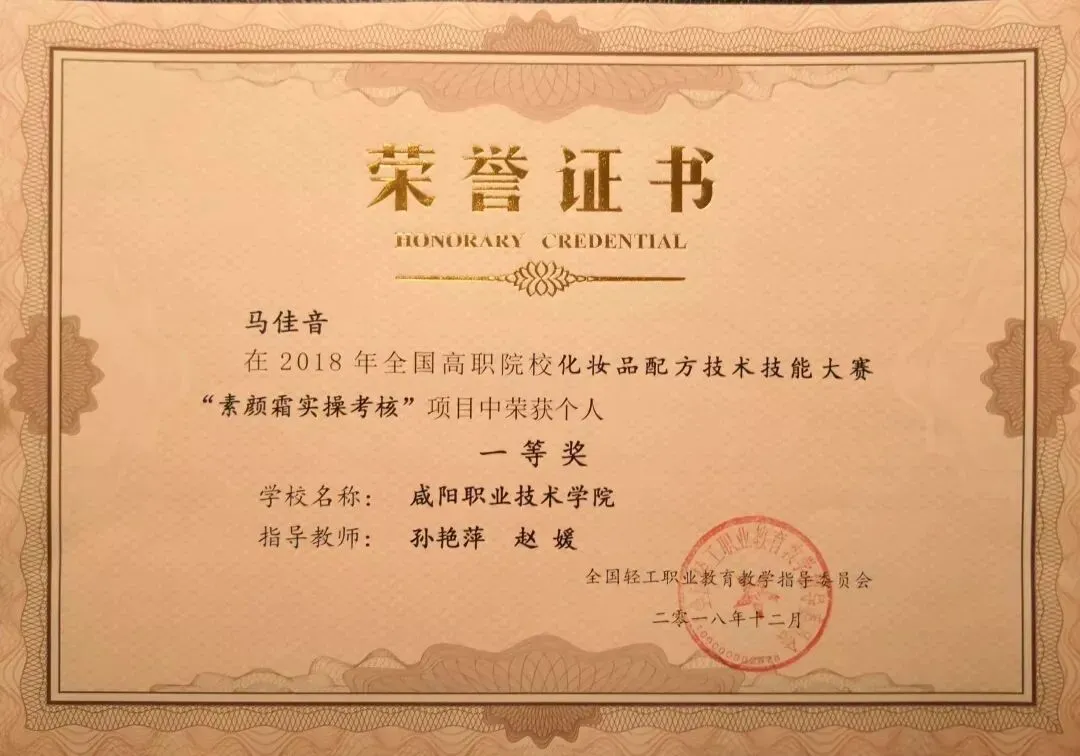 荣誉证书
HONORARY CREDENTIAL
马佳音
在2018年全国高职院校化妆品配方技术技能大赛
“素颜霜实操考核”项目中荣获个人
一等奖
学校名称： 咸阳职业技术学院
指导教师： 孙艳萍 赵媛
全国轻工职业教育教学指导委员会
二零一八年十二月